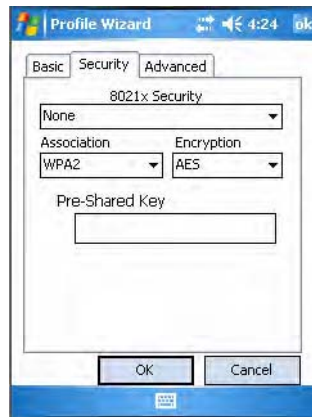 Profile Wizard 4:24 ok
Basic Security Advanced
8021x Security
None
Association Encryption
WPA2 AES
Pre-Shared Key
OK Cancel